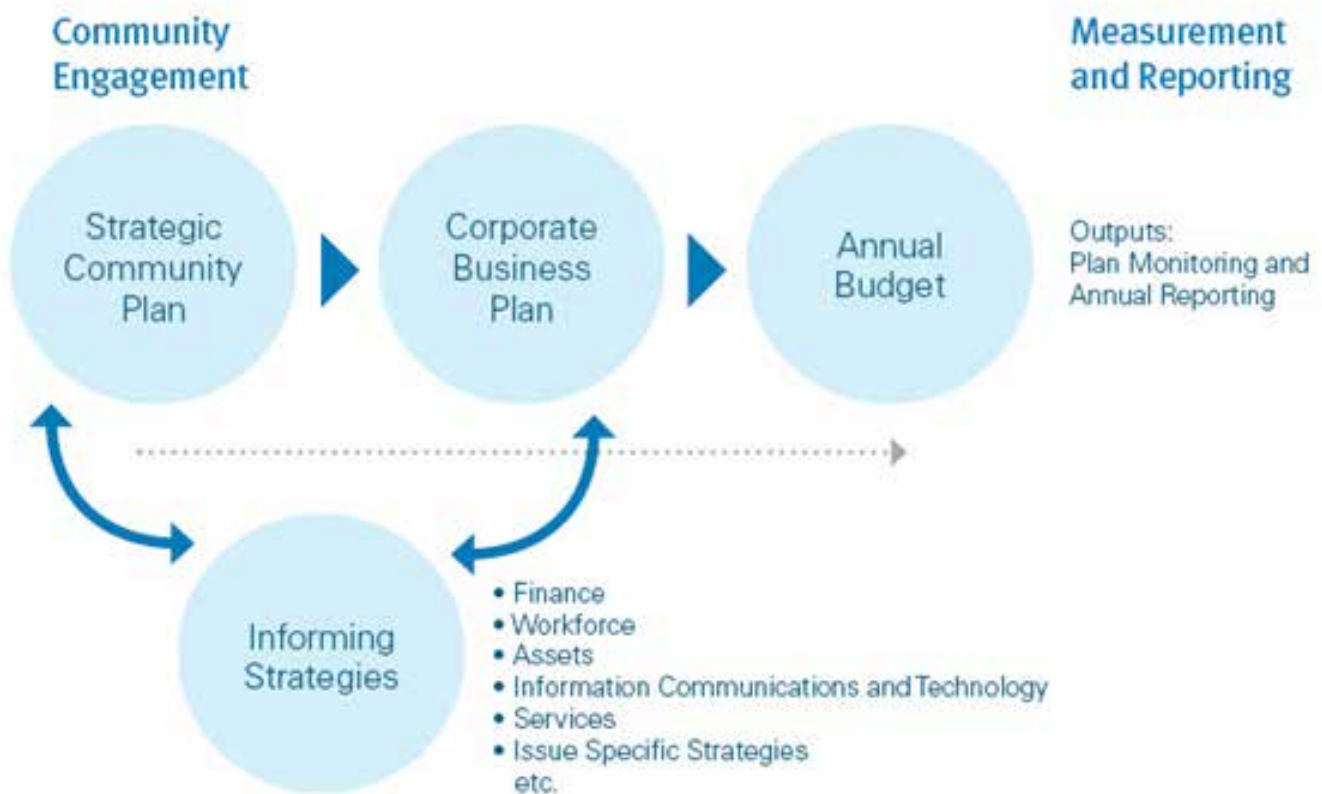 Community
Engagement
Measurement
and Reporting
Strategic
Community
Plan
Corporate
Business
Plan
Annual
Budget
Outputs:
Plan Monitoring and
Annual Reporting
Informing
Strategies
• Finance
• Workforce
• Assets
• Information Communications and Technology
• Services
• Issue Specific Strategies
etc.